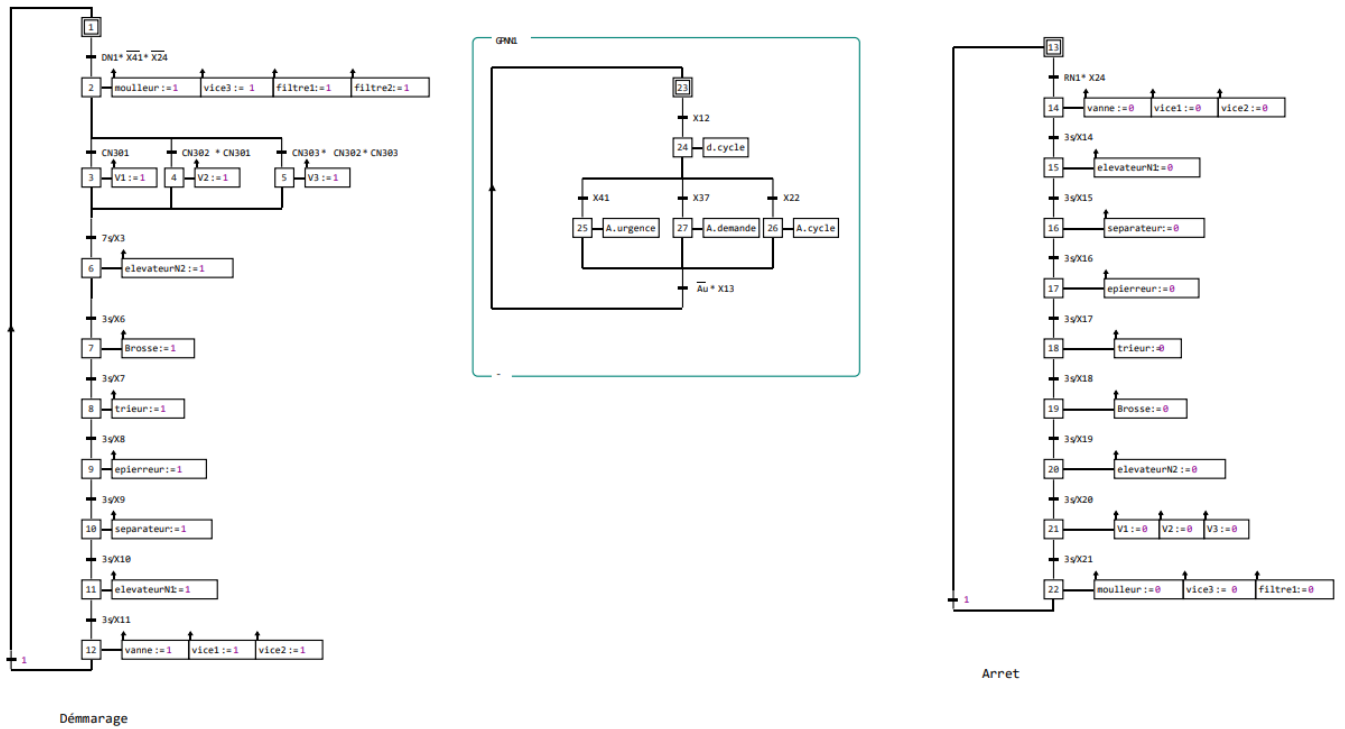 1
DN1* X41* X24
2 moulleur:=1 vice3:= 1 filtre1:=1 filtre2:=1
CN301 CN302 * CN301 CN303* CN302* CN303
3 V1:=1 4 V2:=1 5 V3:=1
7s/X3
6 elevateurN2:=1
3s/X6
7 Brosse:=1
3s/X7
8 trieur:=1
3s/X8
9 epierreur:=1
3s/X9
10 separateur:=1
3s/X10
11 elevateurN1:=1
3s/X11
12 vanne:=1 vice1:=1 vice2:=1
1
Démmarage
GPNN1
23
X12
24 d.cycle
X41 X37 X22
25 A.urgence 27 A.demande 26 A.cycle
Au* X13
-
13
RN1* X24
14 vanne:=0 vice1:=0 vice2:=0
3s/X14
15 elevateurN1:=0
3s/X15
16 separateur:=0
3s/X16
17 epierreur:=0
3s/X17
18 trieur:=0
3s/X18
19 Brosse:=0
3s/X19
20 elevateurN2:=0
3s/X20
21 V1:=0 V2:=0 V3:=0
3s/X21
22 moulleur:=0 vice3:= 0 filtre1:=0
1
Arret